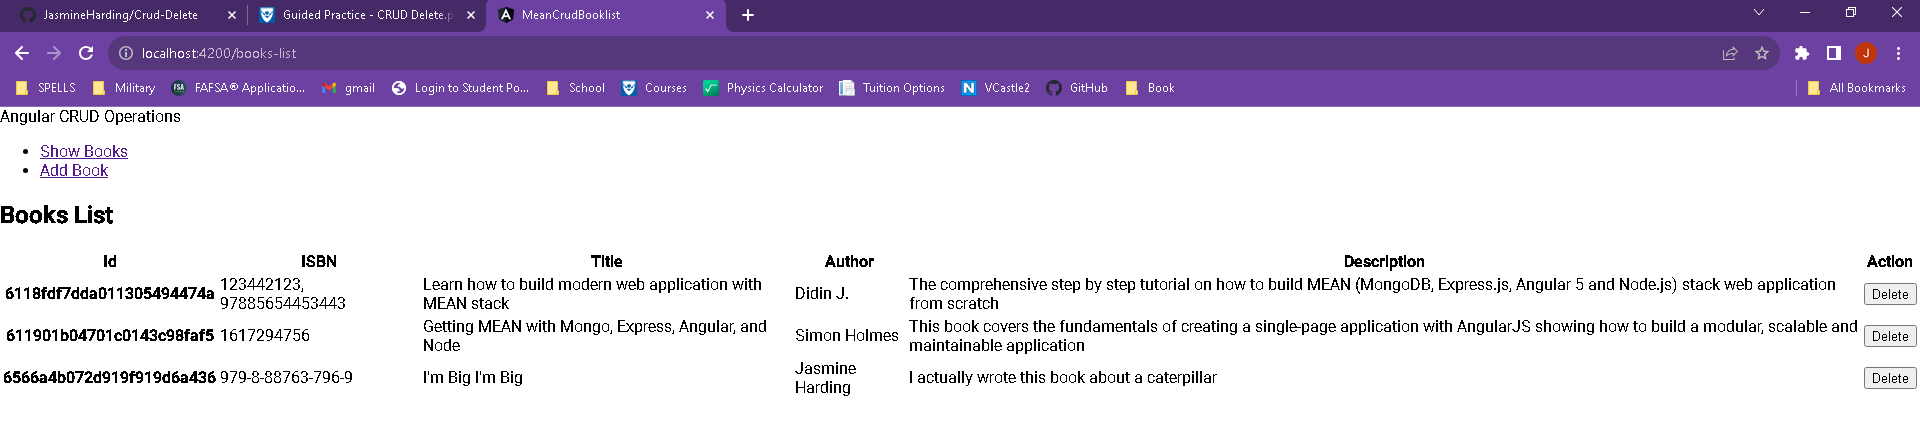 JasmineHarding/Crud-Delete
Guided Practice - CRUD Delete.p
MeanCrudBooklist
localhost:4200/books-list
J
SPELLS
Military
FSA
FAFSA® Applicatio...
gmail
Login to Student Po...
School
Courses
Physics Calculator
Tuition Options
N
VCastle2
GitHub
Book
All Bookmarks
Angular CRUD Operations
• Show Books
• Add Book
Books List
Id ISBN Title Author Description Action
6118fdf7dda011305494474a
123442123,
97885654453443
Learn how to build modern web application with
MEAN stack
Didin J.
The comprehensive step by step tutorial on how to build MEAN (MongoDB, Express.js, Angular 5 and Node.js) stack web application
from scratch
Delete
611901b04701c0143c98faf5
1617294756
Getting MEAN with Mongo, Express, Angular, and
Node
Simon Holmes
This book covers the fundamentals of creating a single-page application with AngularJS showing how to build a modular, scalable and
maintainable application
Delete
6566a4b072d919f919d6a436
979-8-88763-796-9
I'm Big I'm Big
Jasmine
Harding
I actually wrote this book about a caterpillar
Delete